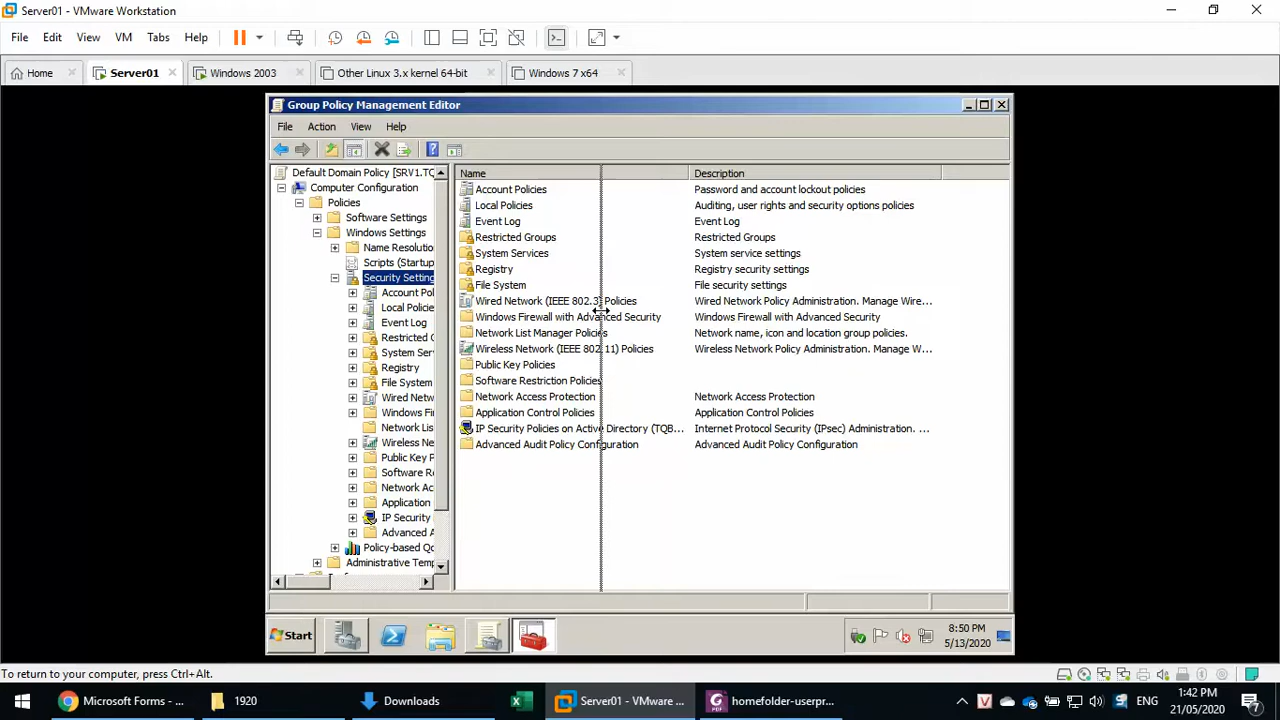 Server01 - VMware Workstation
File Edit View VM Tabs Help
Home Server01 Windows 2003 Other Linux 3.x kernel 64-bit Windows 7 x64
Group Policy Management Editor
File Action View Help
Default Domain Policy [SRV1.TQ
Computer Configuration
Policies
Software Settings
Windows Settings
Name Resolutio
Scripts (Startup
Security Setting
Account Pol
Local Policie
Event Log
Restricted G
System Serv
Registry
File System
Wired Netw
Windows Fir
Network List
Wireless Ne
Public Key P
Software Re
Network Ac
Application
IP Security
Advanced A
Policy-based Qo
Administrative Temp
Name Description
Account Policies Password and account lockout policies
Local Policies Auditing, user rights and security options policies
Event Log Event Log
Restricted Groups Restricted Groups
System Services System service settings
Registry Registry security settings
File System File security settings
Wired Network (IEEE 802.3) Policies Wired Network Policy Administration. Manage Wire...
Windows Firewall with Advanced Security Windows Firewall with Advanced Security
Network List Manager Policies Network name, icon and location group policies.
Wireless Network (IEEE 802.11) Policies Wireless Network Policy Administration. Manage W...
Public Key Policies
Software Restriction Policies
Network Access Protection Network Access Protection
Application Control Policies Application Control Policies
IP Security Policies on Active Directory (TQB... Internet Protocol Security (IPsec) Administration. ...
Advanced Audit Policy Configuration Advanced Audit Policy Configuration
Start
8:50 PM
5/13/2020
To return to your computer, press Ctrl+Alt.
Microsoft Forms - ... 1920 Downloads Server01 - VMware ... homefolder-userpr... ENG
1:42 PM
21/05/2020